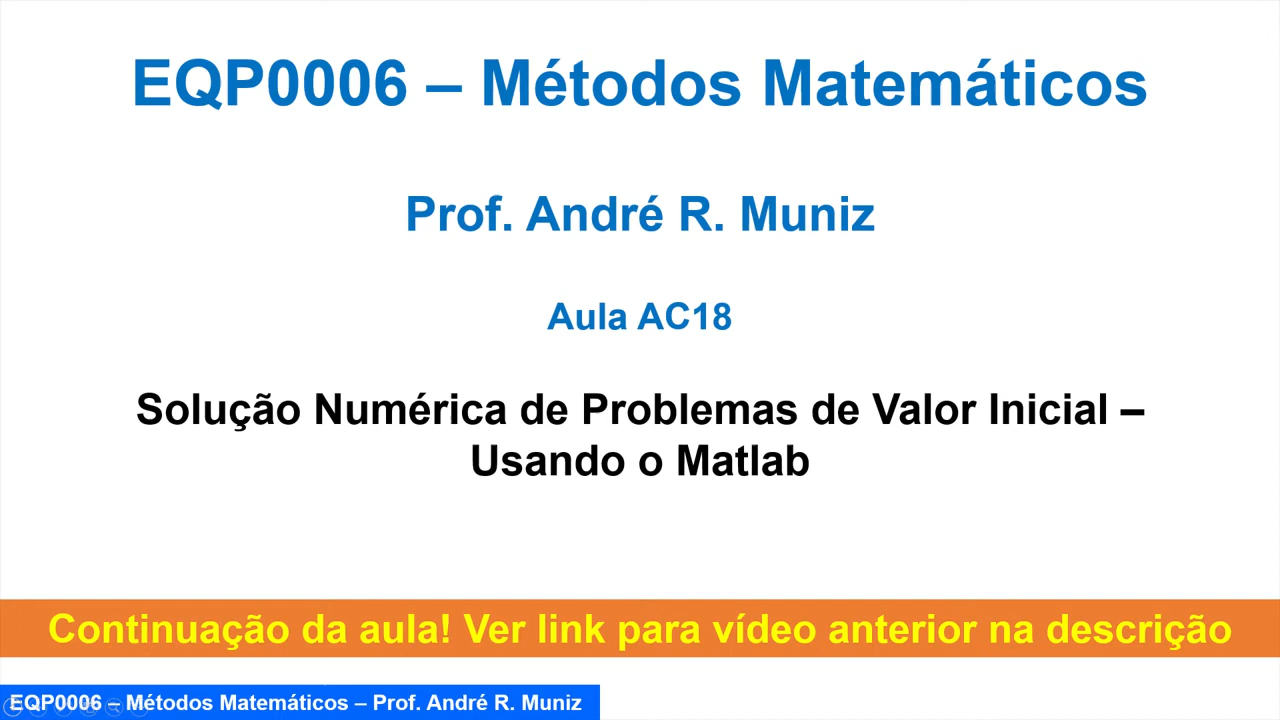 EQP0006 – Métodos Matemáticos
Prof. André R. Muniz
Aula AC18
Solução Numérica de Problemas de Valor Inicial –
Usando o Matlab
Continuação da aula! Ver link para vídeo anterior na descrição
EQP0006 – Métodos Matemáticos – Prof. André R. Muniz